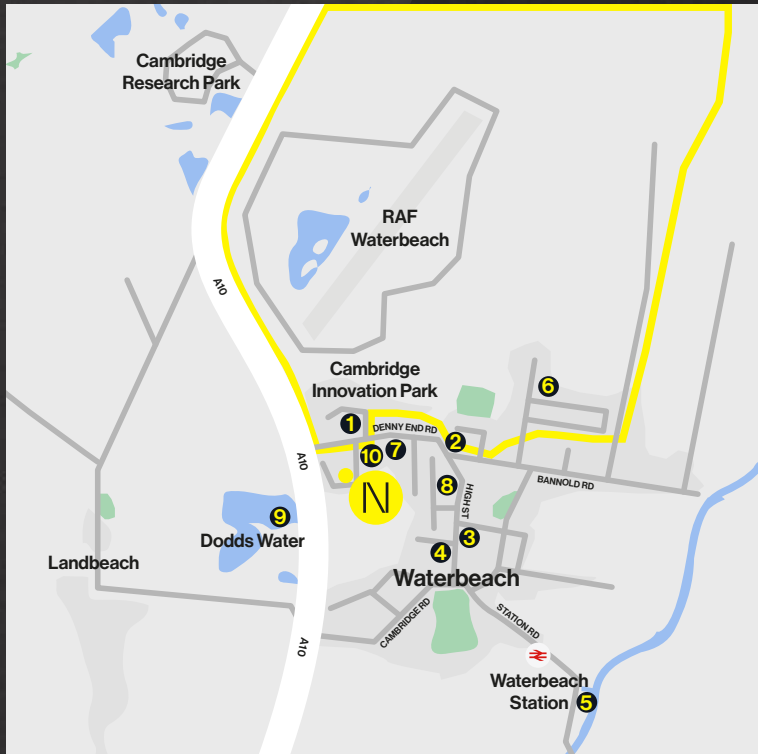 Cambridge
Research Park
RAF
Waterbeach
A10
Cambridge
Innovation Park
6
1
DENNY END RD
2
10
7
A10
BANNOLD RD
8
HIGH ST
N
9
Dodds Water
3
4
Landbeach
Waterbeach
CAMBRIDGE RD
STATION RD
A10
Waterbeach
Station
5